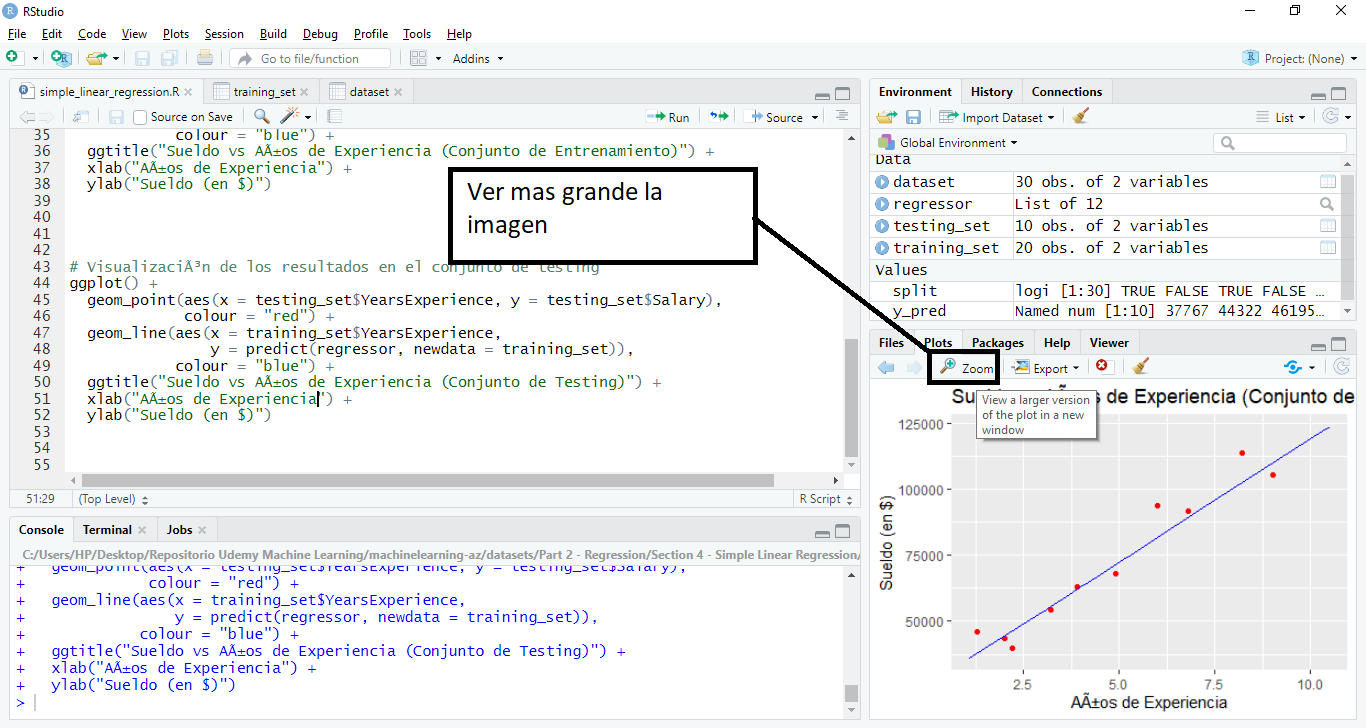 RStudio
File Edit Code View Plots Session Build Debug Profile Tools Help
Go to file/function Addins Project: (None)
simple_linear_regression.R training_set dataset
Source on Save Run Source
35 colour = "blue") +
36 ggtitle("Sueldo vs AÃ±os de Experiencia (Conjunto de Entrenamiento)") +
37 xlab("AÃ±os de Experiencia") +
38 ylab("Sueldo (en $)")
39
40
41
42
43 # VisualizaciÃ³n de los resultados en el conjunto de testing
44 ggplot() +
45 geom_point(aes(x = testing_set$YearsExperience, y = testing_set$Salary),
46 colour = "red") +
47 geom_line(aes(x = training_set$YearsExperience,
48 y = predict(regressor, newdata = training_set)),
49 colour = "blue") +
50 ggtitle("Sueldo vs AÃ±os de Experiencia (Conjunto de Testing)") +
51 xlab("AÃ±os de Experiencia") +
52 ylab("Sueldo (en $)")
53
54
55
51:29 (Top Level) R Script
Ver mas grande la
imagen
Console Terminal Jobs
C:/Users/HP/Desktop/Repositorio Udemy Machine Learning/machinelearning-az/datasets/Part 2 - Regression/Section 4 - Simple Linear Regression/
+ geom_point(aes(x = testing_set$YearsExperience, y = testing_set$Salary),
+ colour = "red") +
+ geom_line(aes(x = training_set$YearsExperience,
+ y = predict(regressor, newdata = training_set)),
+ colour = "blue") +
+ ggtitle("Sueldo vs AÃ±os de Experiencia (Conjunto de Testing)") +
+ xlab("AÃ±os de Experiencia") +
+ ylab("Sueldo (en $)")
>
Environment History Connections
Import Dataset List
Global Environment
Data
dataset 30 obs. of 2 variables
regressor List of 12
testing_set 10 obs. of 2 variables
training_set 20 obs. of 2 variables
Values
split logi [1:30] TRUE FALSE TRUE FALSE ...
y_pred Named num [1:10] 37767 44322 46195...
Files Plots Packages Help Viewer
Zoom Export
View a larger version
of the plot in a new
window
de Experiencia (Conjunto de
125000
100000
75000
50000
Sueldo (en $)
2.5 5.0 7.5 10.0
AÃ±os de Experiencia